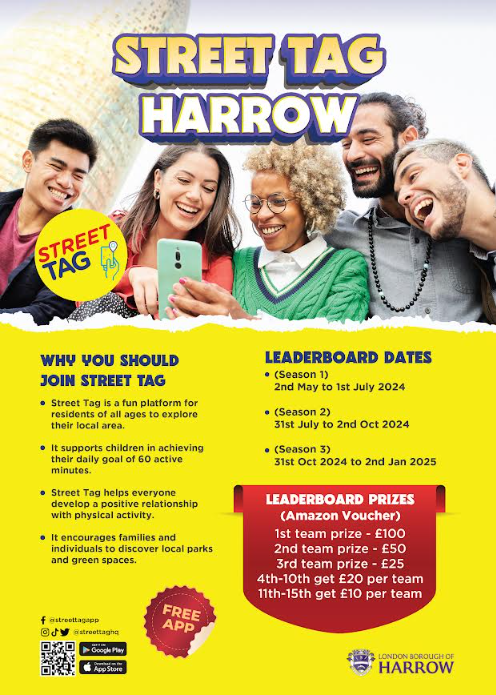 STREET TAG
HARROW
STREET
TAG
WHY YOU SHOULD
JOIN STREET TAG
• Street Tag is a fun platform for
residents of all ages to explore
their local area.
• It supports children in achieving
their daily goal of 60 active
minutes.
• Street Tag helps everyone
develop a positive relationship
with physical activity.
• It encourages families and
individuals to discover local parks
and green spaces.
LEADERBOARD DATES
• (Season 1)
2nd May to 1st July 2024
• (Season 2)
31st July to 2nd Oct 2024
• (Season 3)
31st Oct 2024 to 2nd Jan 2025
LEADERBOARD PRIZES
(Amazon Voucher)
1st team prize - £100
2nd team prize - £50
3rd team prize - £25
4th-10th get £20 per team
11th-15th get £10 per team
FREE
APP
@streettagapp
@streettaghq
Google Play
App Store
LONDON BOROUGH OF
HARROW